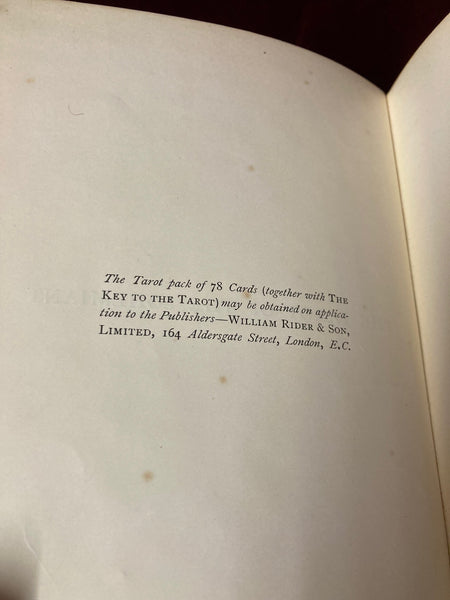 The Tarot pack of 78 Cards (together with THE
KEY TO THE TAROT) may be obtained on applica-
tion to the Publishers—WILLIAM RIDER & SON,
LIMITED, 164 Aldersgate Street, London, E.C.